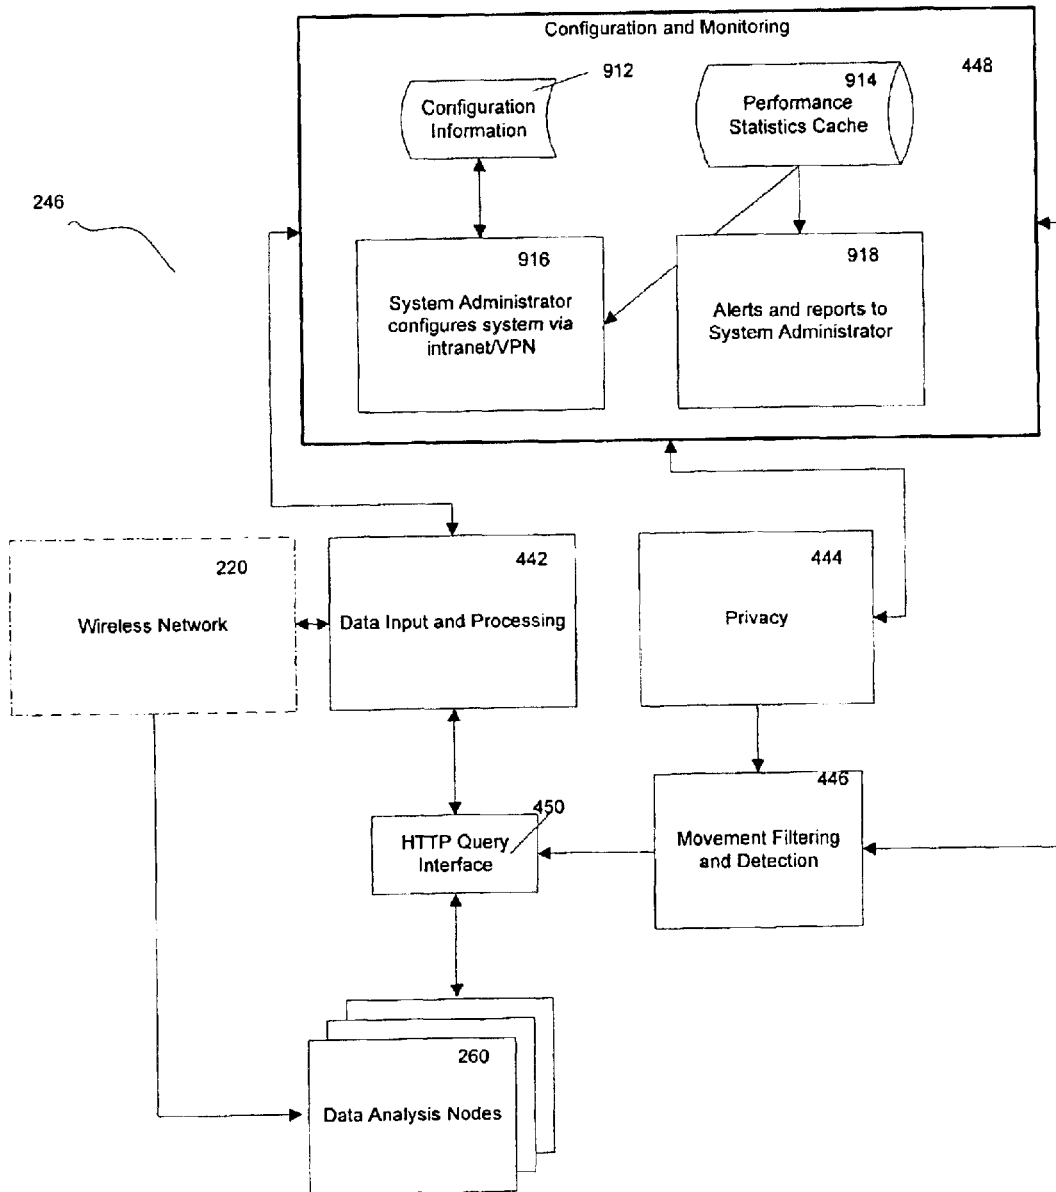 Configuration and Monitoring
912
914
448
Configuration
Information
Performance
Statistics Cache
246
916
918
System Administrator
configures system via
intranet/VPN
Alerts and reports to
System Administrator
220
442
444
Wireless Network
Data Input and Processing
Privacy
446
450
HTTP Query
Interface
Movement Filtering
and Detection
260
Data Analysis Nodes